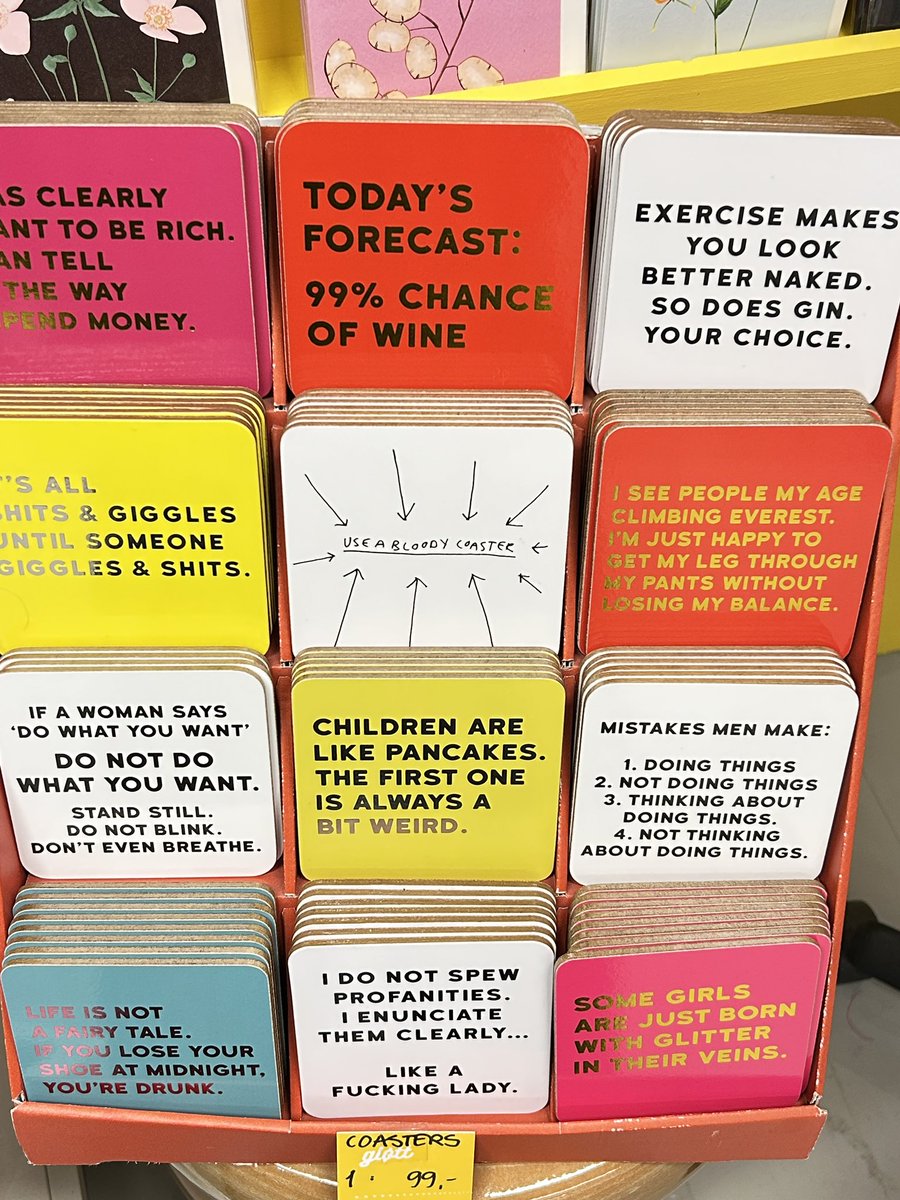 AS CLEARLY
ANT TO BE RICH.
AN TELL
THE WAY
PEND MONEY.
TODAY'S
FORECAST:
99% CHANCE
OF WINE
EXERCISE MAKES
YOU LOOK
BETTER NAKED.
SO DOES GIN.
YOUR CHOICE.
'S ALL
SHITS & GIGGLES
UNTIL SOMEONE
GIGGLES & SHITS.
USE A BLOODY COASTER
I SEE PEOPLE MY AGE
CLIMBING EVEREST.
I'M JUST HAPPY TO
GET MY LEG THROUGH
MY PANTS WITHOUT
LOSING MY BALANCE.
IF A WOMAN SAYS
'DO WHAT YOU WANT'
DO NOT DO
WHAT YOU WANT.
STAND STILL.
DO NOT BLINK.
DON'T EVEN BREATHE.
CHILDREN ARE
LIKE PANCAKES.
THE FIRST ONE
IS ALWAYS A
BIT WEIRD.
MISTAKES MEN MAKE:
1. DOING THINGS
2. NOT DOING THINGS
3. THINKING ABOUT
DOING THINGS.
4. NOT THINKING
ABOUT DOING THINGS.
LIFE IS NOT
A FAIRY TALE.
IF YOU LOSE YOUR
SHOE AT MIDNIGHT,
YOU'RE DRUNK.
I DO NOT SPEW
PROFANITIES.
I ENUNCIATE
THEM CLEARLY...
LIKE A
FUCKING LADY.
SOME GIRLS
ARE JUST BORN
WITH GLITTER
IN THEIR VEINS.
COASTERS
gløtt
1. 99,-